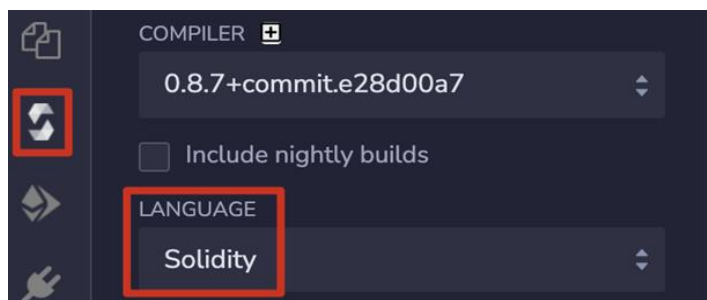 COMPILER
0.8.7+commit.e28d00a7
Include nightly builds
LANGUAGE
Solidity